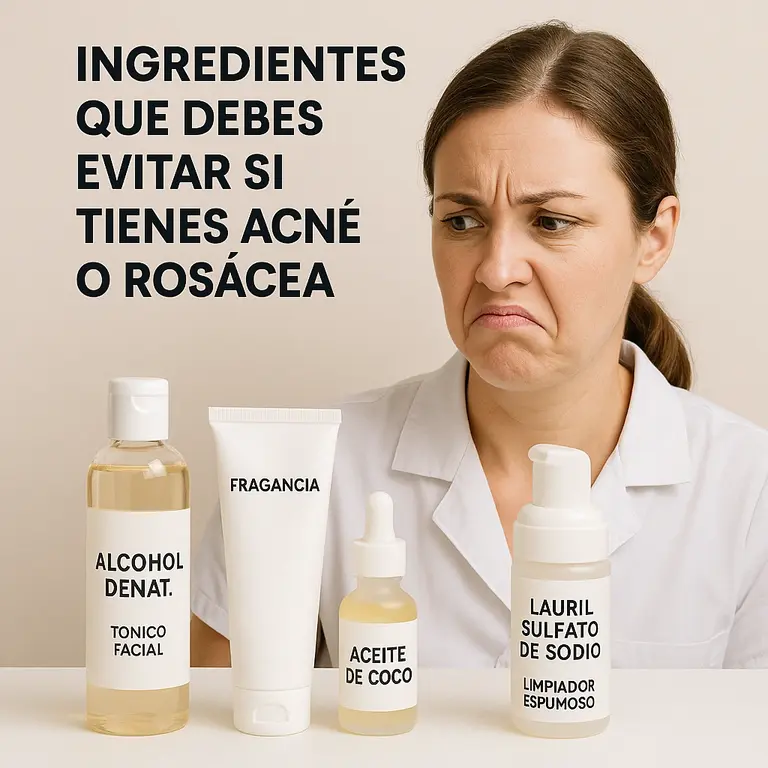 INGREDIENTES
QUE DEBES
EVITAR SI
TIENES ACNÉ
O ROSÁCEA
ALCOHOL
DENAT.
TONICO
FACIAL
FRAGANCIA
ACEITE
DE COCO
LAURIL
SULFATO
DE SODIO
LIMPIADOR
ESPUMOSO